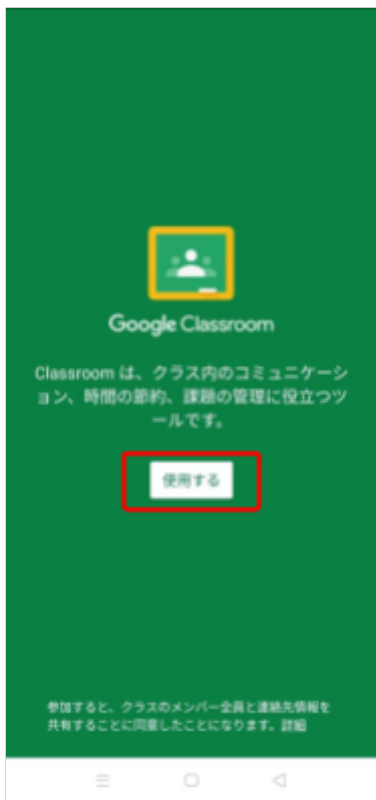 Google Classroom
Classroom は、クラス内のコミュニケーシ
ョン、時間の節約、課題の管理に役立つツ
ールです。
使用する
参加すると、クラスのメンバー全員と連絡先情報を
共有することに同意したことになります。詳細